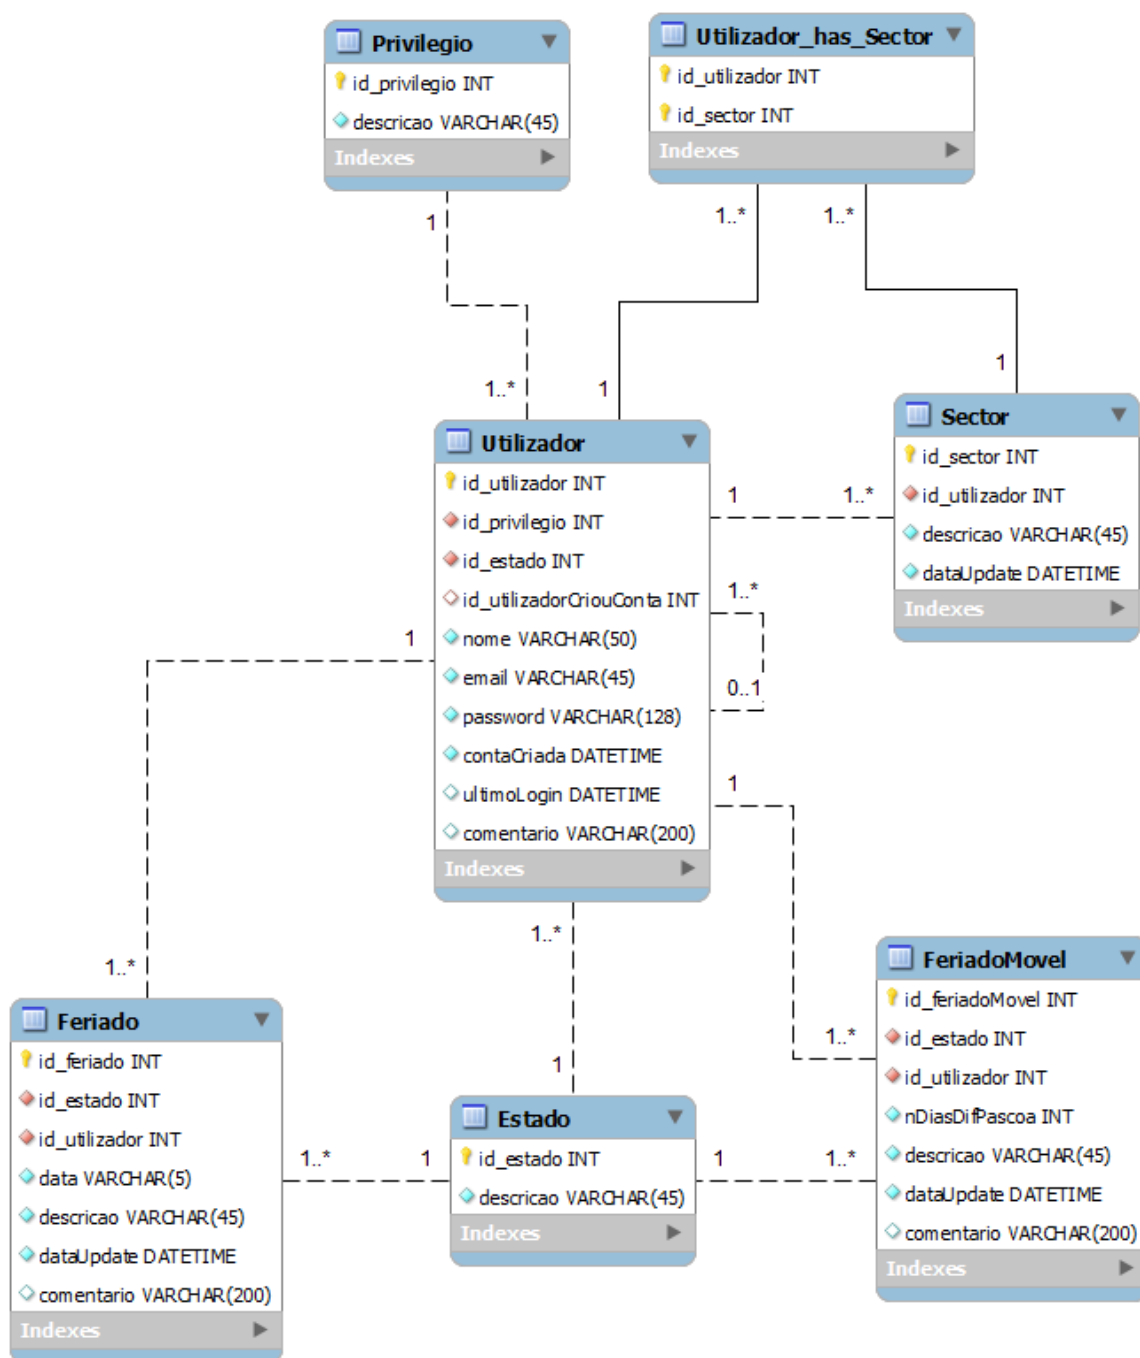 Privilegio
id_privilegio INT
descricao VARCHAR(45)
Indexes
Utilizador_has_Sector
id_utilizador INT
id_sector INT
Indexes
1
1..*
1..*
1..*
1
1
Utilizador
id_utilizador INT
id_privilegio INT
id_estado INT
id_utilizadorCriouConta INT
nome VARCHAR(50)
email VARCHAR(45)
password VARCHAR(128)
contaCriada DATETIME
ultimoLogin DATETIME
comentario VARCHAR(200)
Indexes
Sector
id_sector INT
id_utilizador INT
descricao VARCHAR(45)
dataUpdate DATETIME
Indexes
1
1..*
1..*
0..1
1
1
1..*
1..*
1
1..*
Feriado
id_feriado INT
id_estado INT
id_utilizador INT
data VARCHAR(5)
descricao VARCHAR(45)
dataUpdate DATETIME
comentario VARCHAR(200)
Indexes
1..*
1
Estado
id_estado INT
descricao VARCHAR(45)
Indexes
1
1..*
FeriadoMovel
id_feriadoMovel INT
id_estado INT
id_utilizador INT
nDiasDifPascoa INT
descricao VARCHAR(45)
dataUpdate DATETIME
comentario VARCHAR(200)
Indexes